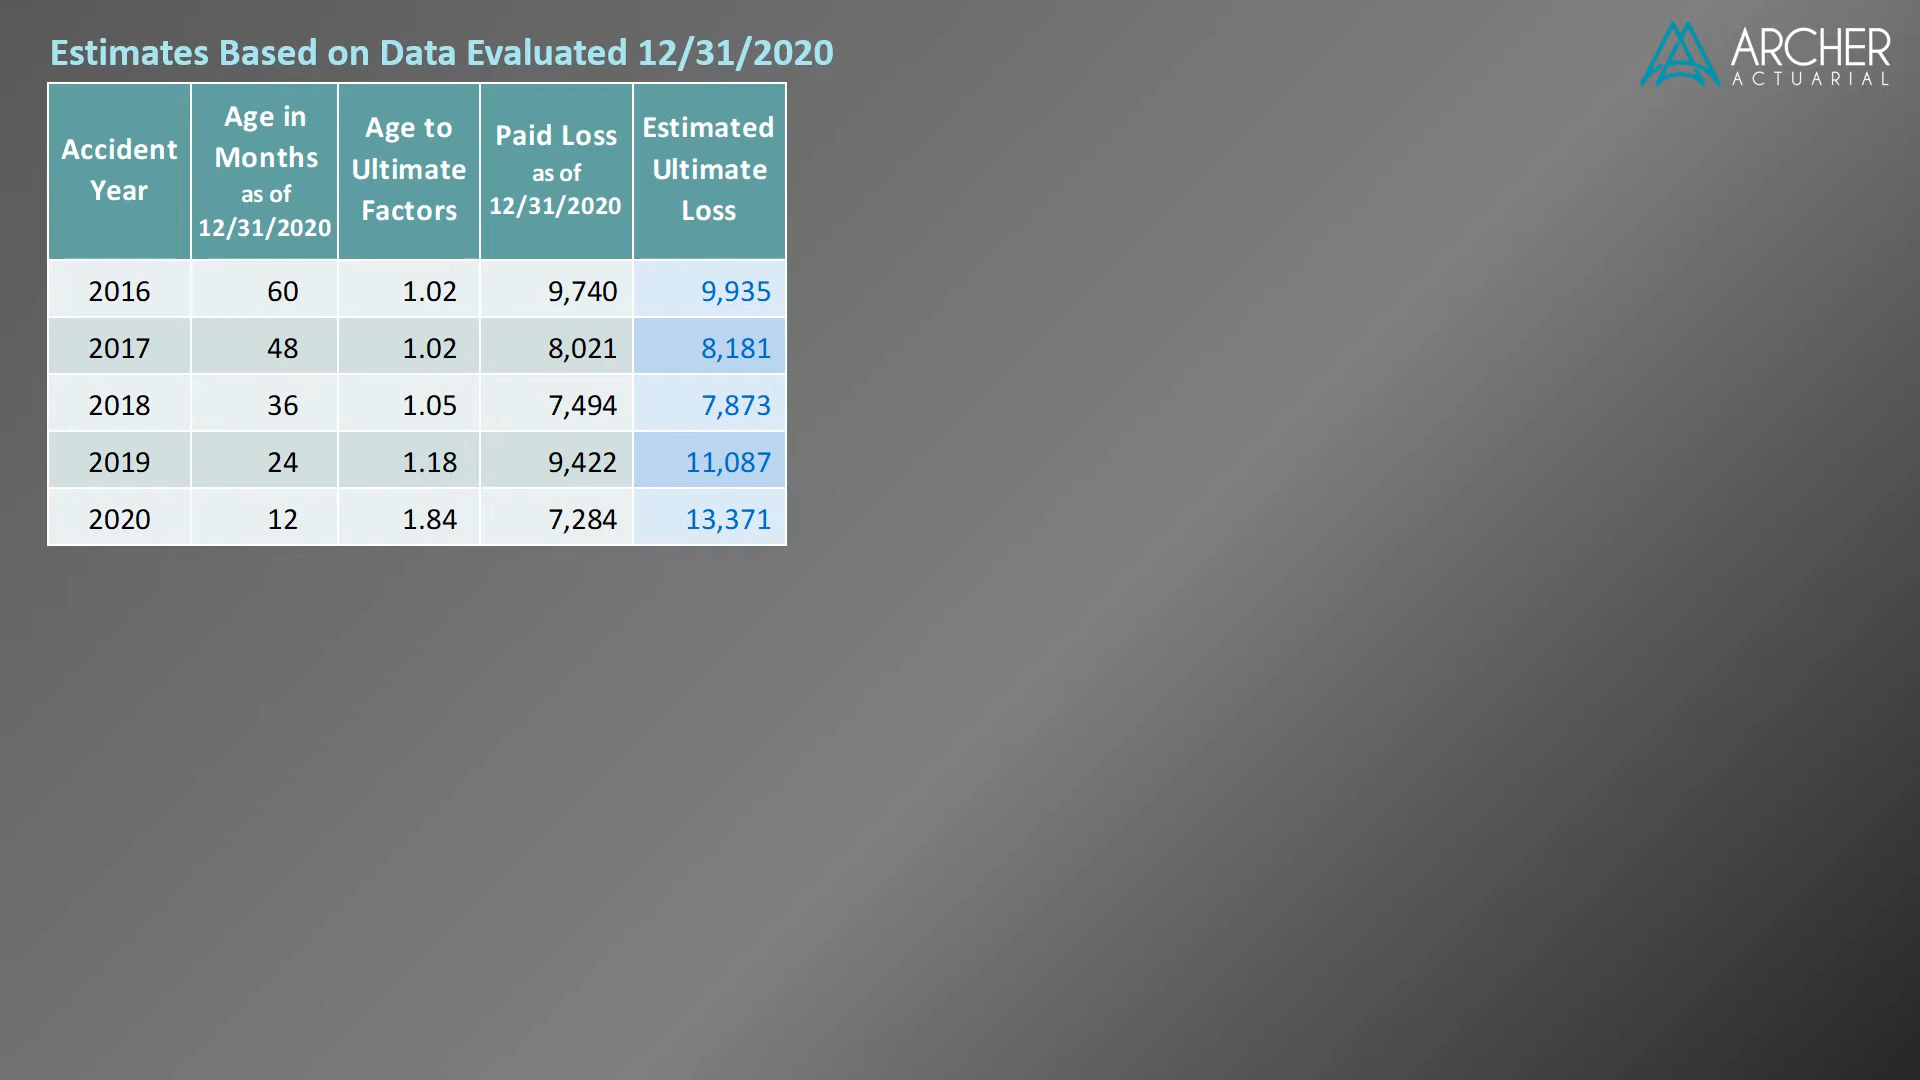 Estimates Based on Data Evaluated 12/31/2020
ARCHER
ACTUARIAL
Accident Year Age in Months as of 12/31/2020 Age to Ultimate Factors Paid Loss as of 12/31/2020 Estimated Ultimate Loss
2016 60 1.02 9,740 9,935
2017 48 1.02 8,021 8,181
2018 36 1.05 7,494 7,873
2019 24 1.18 9,422 11,087
2020 12 1.84 7,284 13,371